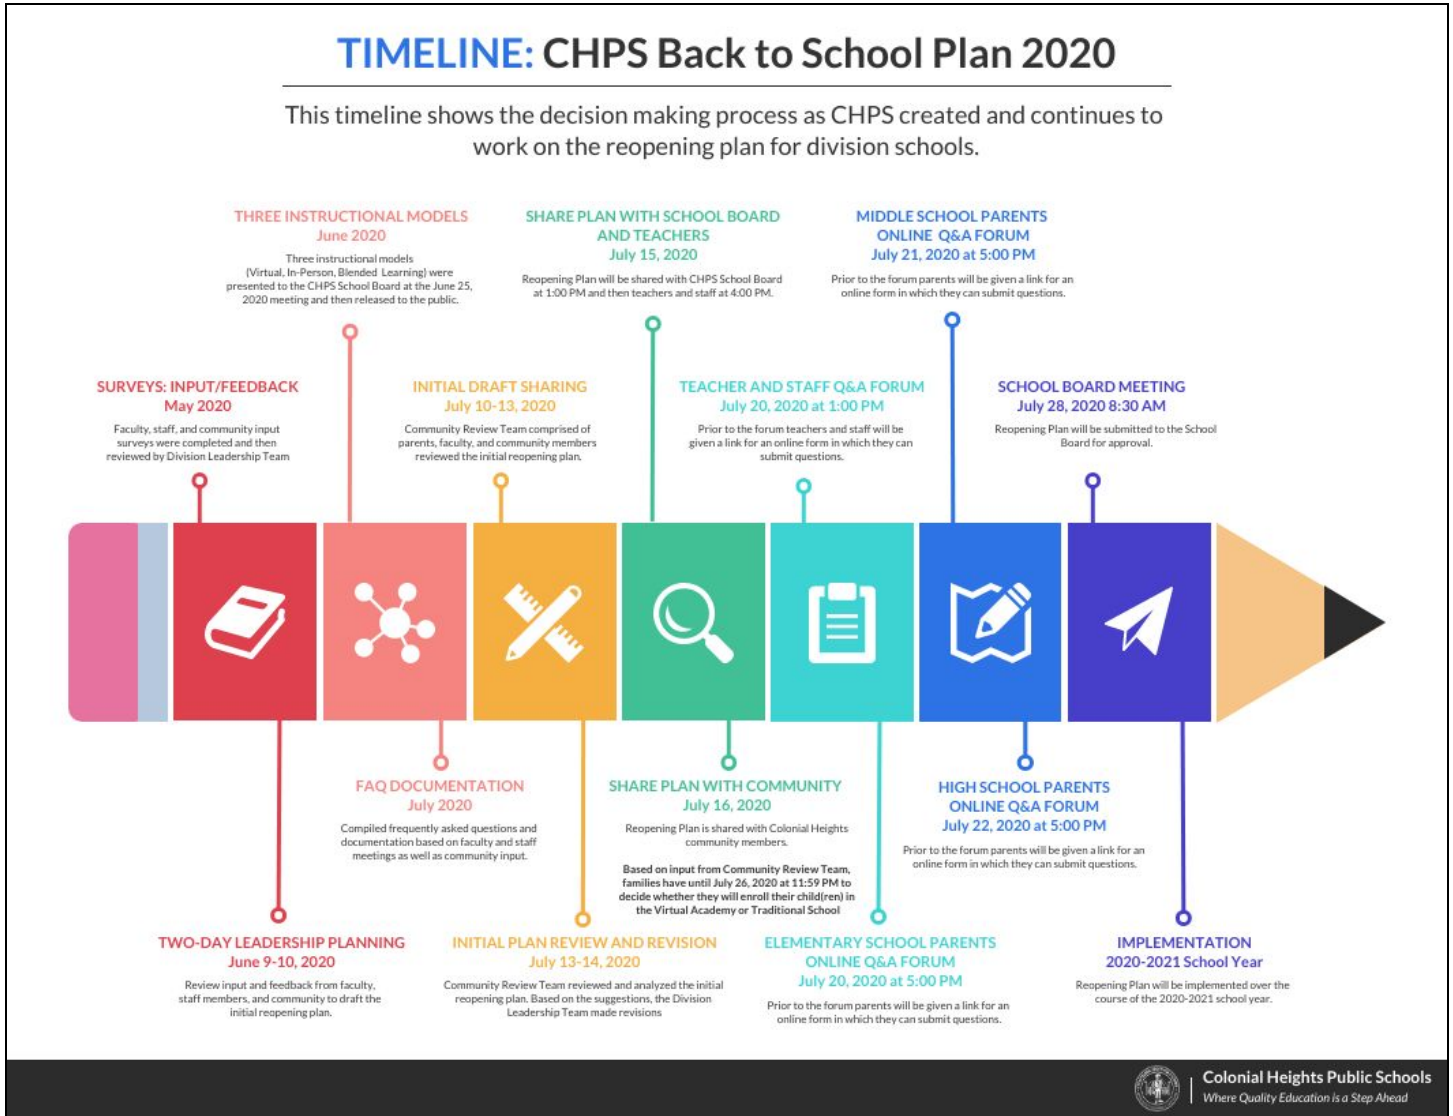 TIMELINE: CHPS Back to School Plan 2020
This timeline shows the decision making process as CHPS created and continues to
work on the reopening plan for division schools.
THREE INSTRUCTIONAL MODELS
June 2020
Three instructional models
(Virtual, In-Person, Blended Learning) were
presented to the CHPS School Board at the June 25,
2020 meeting and then released to the public.
SHARE PLAN WITH SCHOOL BOARD
AND TEACHERS
July 15, 2020
Reopening Plan will be shared with CHPS School Board
at 1:00 PM and then teachers and staff at 4:00 PM.
MIDDLE SCHOOL PARENTS
ONLINE Q&A FORUM
July 21, 2020 at 5:00 PM
Prior to the forum parents will be given a link for an
online form in which they can submit questions.
SURVEYS: INPUT/FEEDBACK
May 2020
Faculty, staff, and community input
surveys were completed and then
reviewed by Division Leadership Team
INITIAL DRAFT SHARING
July 10-13, 2020
Community Review Team comprised of
parents, faculty, and community members
reviewed the initial reopening plan.
TEACHER AND STAFF Q&A FORUM
July 20, 2020 at 1:00 PM
Prior to the forum teachers and staff will be
given a link for an online form in which they can
submit questions.
SCHOOL BOARD MEETING
July 28, 2020 8:30 AM
Reopening Plan will be submitted to the School
Board for approval.
FAQ DOCUMENTATION
July 2020
Compiled frequently asked questions and
documentation based on faculty and staff
meetings as well as community input.
SHARE PLAN WITH COMMUNITY
July 16, 2020
Reopening Plan is shared with Colonial Heights
community members.
Based on input from Community Review Team,
families have until July 26, 2020 at 11:59 PM to
decide whether they will enroll their child(ren) in
the Virtual Academy or Traditional School
HIGH SCHOOL PARENTS
ONLINE Q&A FORUM
July 22, 2020 at 5:00 PM
Prior to the forum parents will be given a link for an
online form in which they can submit questions.
TWO-DAY LEADERSHIP PLANNING
June 9-10, 2020
Review input and feedback from faculty,
staff members, and community to draft the
initial reopening plan.
INITIAL PLAN REVIEW AND REVISION
July 13-14, 2020
Community Review Team reviewed and analyzed the initial
reopening plan. Based on the suggestions, the Division
Leadership Team made revisions
ELEMENTARY SCHOOL PARENTS
ONLINE Q&A FORUM
July 20, 2020 at 5:00 PM
Prior to the forum parents will be given a link for an
online form in which they can submit questions.
IMPLEMENTATION
2020-2021 School Year
Reopening Plan will be implemented over the
course of the 2020-2021 school year.
Colonial Heights Public Schools
Where Quality Education is a Step Ahead